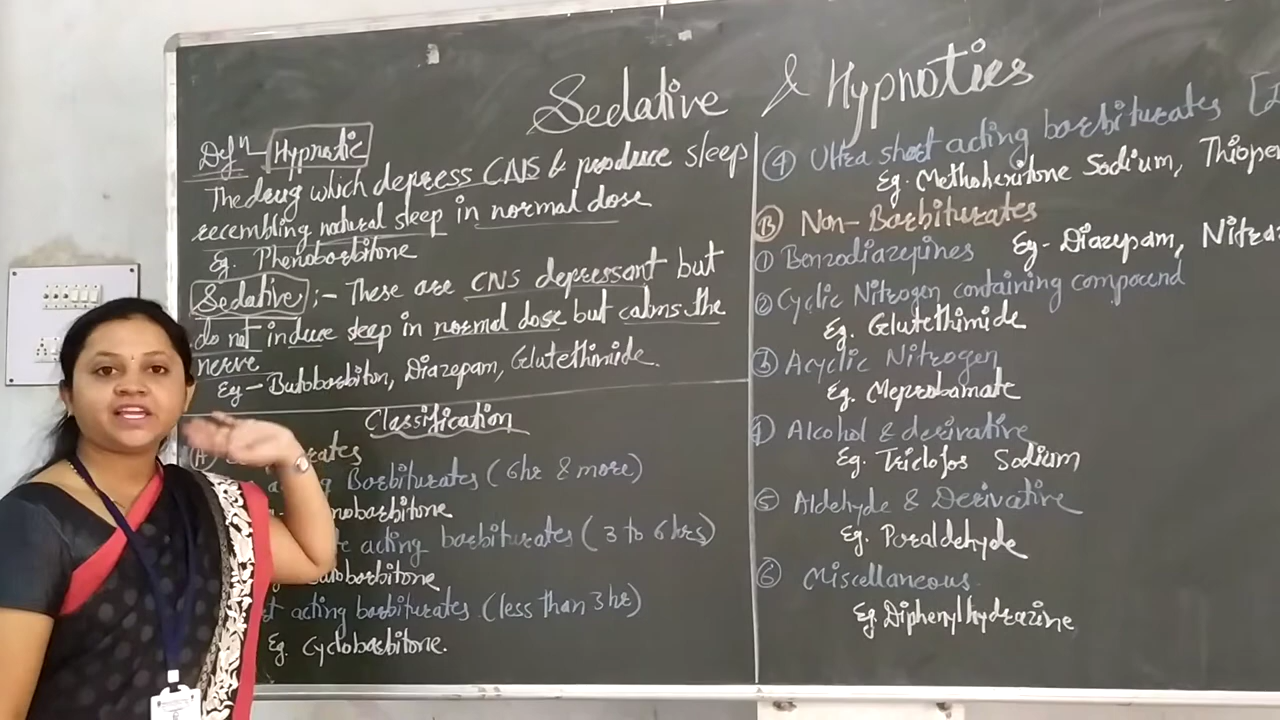 Sedative & Hypnotics
Defⁿ - Hypnotic
The drug which depress CNS & produce sleep
resembling natural sleep in normal dose
Eg. Phenobarbitone
Sedative :- These are CNS depressant but
do not induce sleep in normal dose but calms the
nerve
Eg - Butobarbiton, Diazepam, Glutethimide.
Classification
(A)
Barbiturates (6hr & more)
acting barbiturates (3 to 6 hrs)
acting barbiturates (less than 3 hr)
Eg. Cyclobarbitone.
④ Ultra short acting barbiturates
Eg. Methohexitone Sodium,
Ⓑ Non-Barbiturates
① Benzodiazepines Eg - Diazepam,
② Cyclic Nitrogen containing compound
Eg. Glutethimide
③ Acyclic Nitrogen
Eg. Meprobamate
④ Alcohol & derivative
Eg. Triclofos Sodium
⑤ Aldehyde & Derivative
Eg. Paraldehyde
⑥ Miscellaneous.
Eg. Diphenylhydrazine